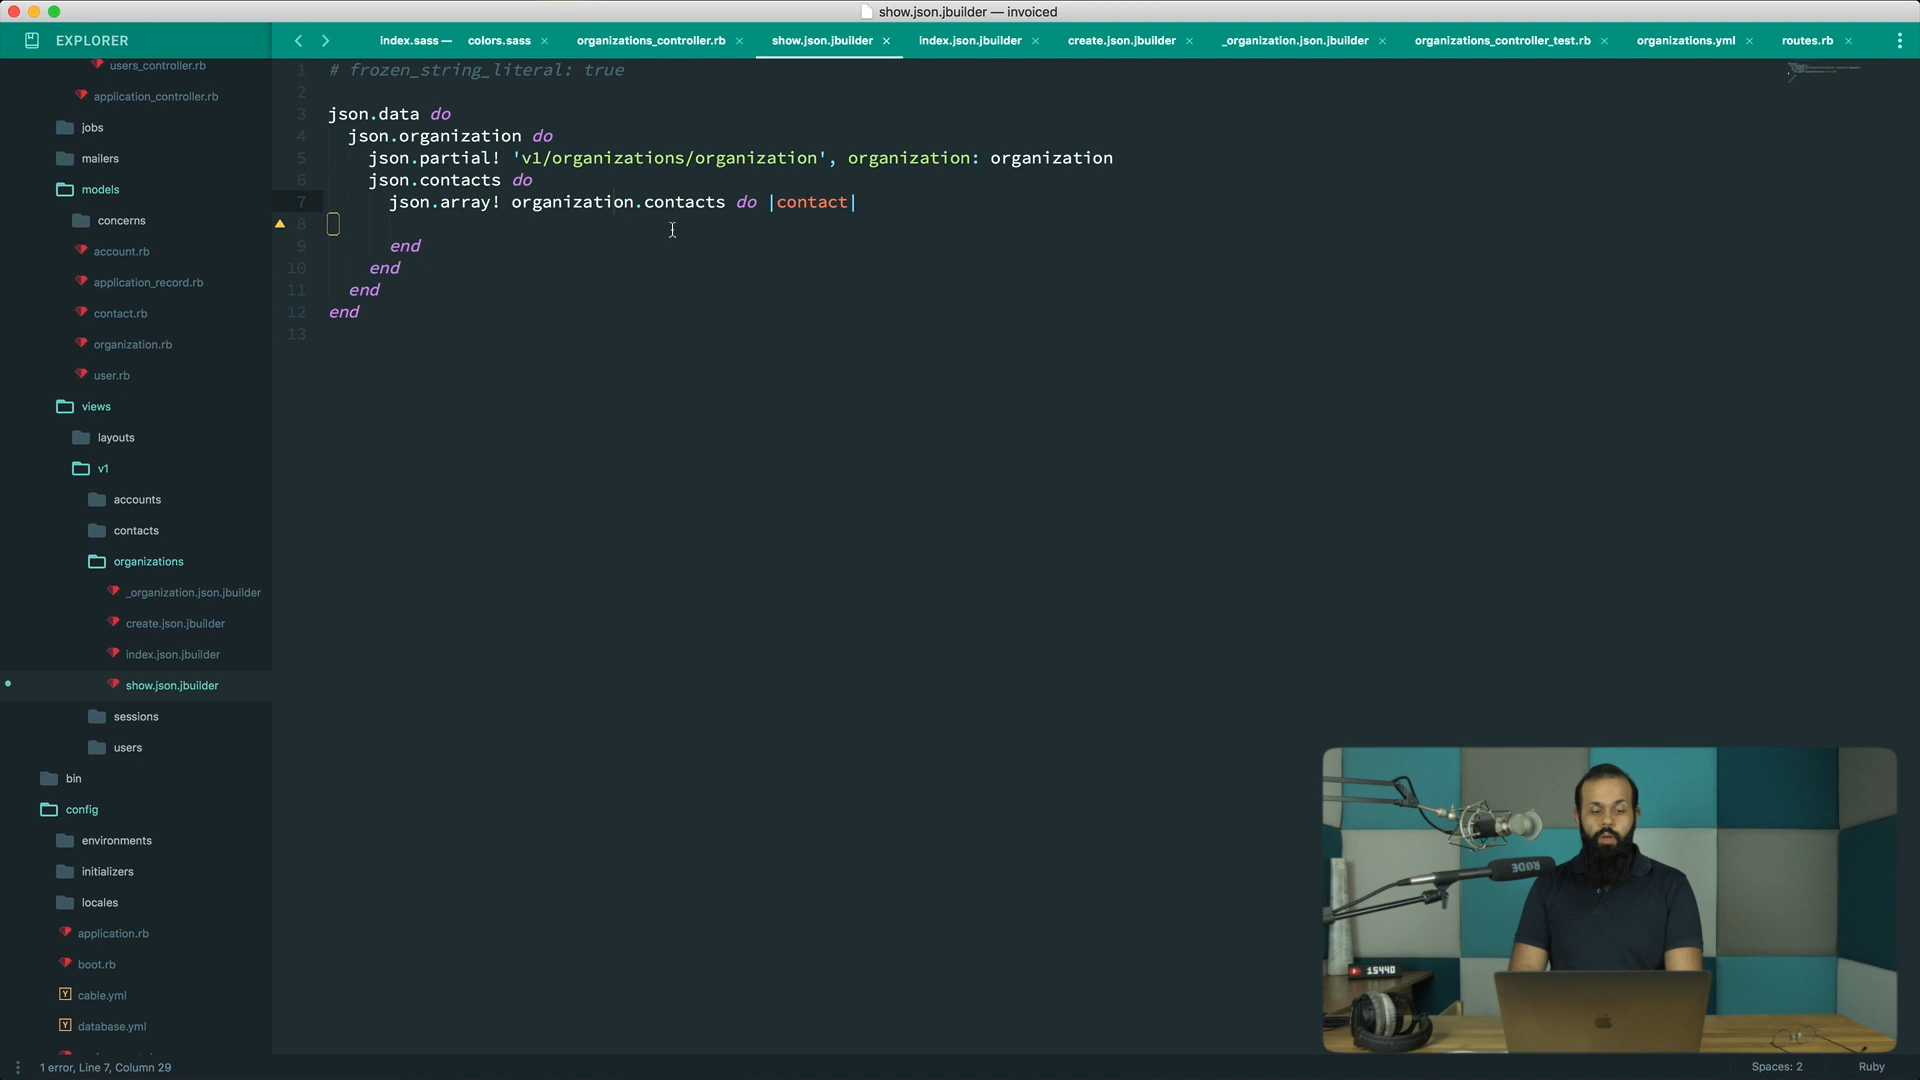 show.json.jbuilder — invoiced
EXPLORER
index.sass —
colors.sass
organizations_controller.rb
show.json.jbuilder
index.json.jbuilder
create.json.jbuilder
_organization.json.jbuilder
organizations_controller_test.rb
organizations.yml
routes.rb
users_controller.rb
application_controller.rb
jobs
mailers
models
concerns
account.rb
application_record.rb
contact.rb
organization.rb
user.rb
views
layouts
v1
accounts
contacts
organizations
_organization.json.jbuilder
create.json.jbuilder
index.json.jbuilder
show.json.jbuilder
sessions
users
bin
config
environments
initializers
locales
application.rb
boot.rb
Y cable.yml
Y database.yml
1 # frozen_string_literal: true
2
3 json.data do
4 json.organization do
5 json.partial! 'v1/organizations/organization', organization: organization
6 json.contacts do
7 json.array! organization.contacts do |contact|
8
9 end
10 end
11 end
12 end
13
RØDE
15440
1 error, Line 7, Column 29
Spaces: 2
Ruby